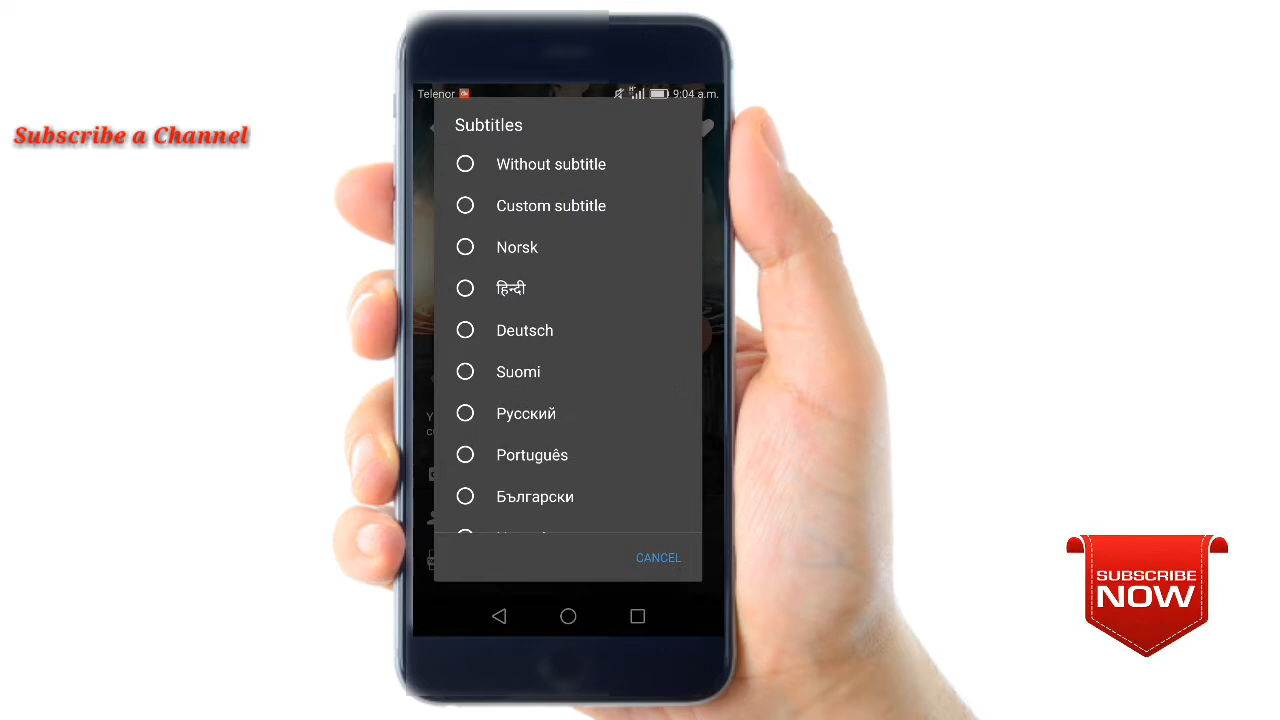 Subscribe a Channel
Telenor 9:04 a.m.
Subtitles
Without subtitle
Custom subtitle
Norsk
हिन्दी
Deutsch
Suomi
Русский
Português
Български
CANCEL
SUBSCRIBE
NOW